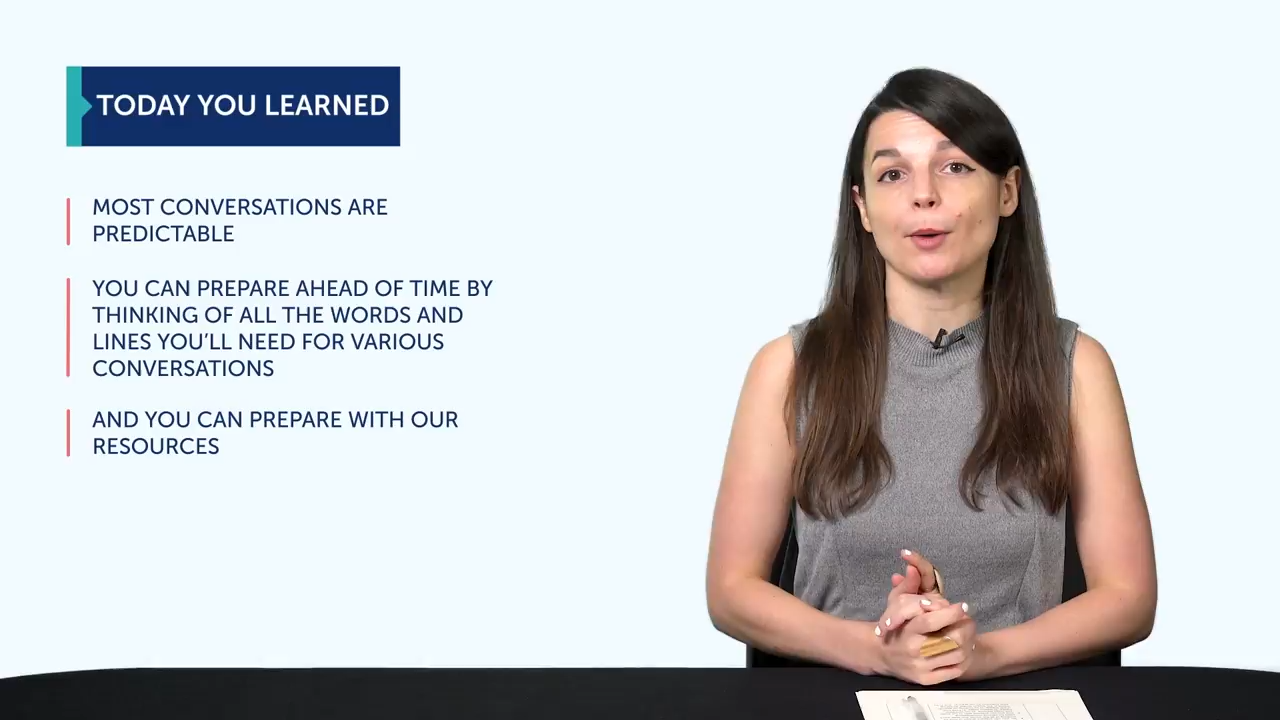 TODAY YOU LEARNED
MOST CONVERSATIONS ARE
PREDICTABLE
YOU CAN PREPARE AHEAD OF TIME BY
THINKING OF ALL THE WORDS AND
LINES YOU'LL NEED FOR VARIOUS
CONVERSATIONS
AND YOU CAN PREPARE WITH OUR
RESOURCES